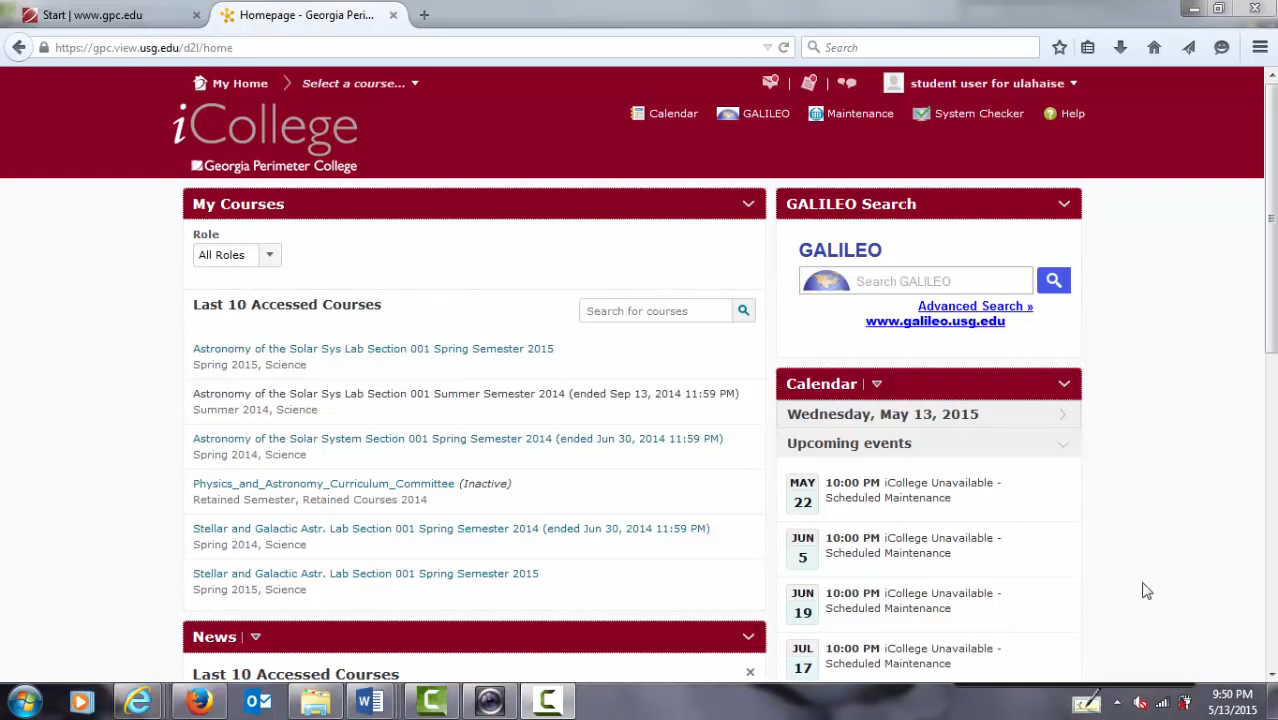 Start | www.gpc.edu
Homepage - Georgia Peri...
https://gpc.view.usg.edu/d2l/home
Search
My Home
Select a course...
student user for ulahaise
iCollege
Georgia Perimeter College
Calendar
GALILEO
Maintenance
System Checker
Help
My Courses
Role
All Roles
Last 10 Accessed Courses
Search for courses
Astronomy of the Solar Sys Lab Section 001 Spring Semester 2015
Spring 2015, Science
Astronomy of the Solar Sys Lab Section 001 Summer Semester 2014 (ended Sep 13, 2014 11:59 PM)
Summer 2014, Science
Astronomy of the Solar System Section 001 Spring Semester 2014 (ended Jun 30, 2014 11:59 PM)
Spring 2014, Science
Physics_and_Astronomy_Curriculum_Committee (Inactive)
Retained Semester, Retained Courses 2014
Stellar and Galactic Astr. Lab Section 001 Spring Semester 2014 (ended Jun 30, 2014 11:59 PM)
Spring 2014, Science
Stellar and Galactic Astr. Lab Section 001 Spring Semester 2015
Spring 2015, Science
News
Last 10 Accessed Courses
GALILEO Search
GALILEO
Search GALILEO
Advanced Search »
www.galileo.usg.edu
Calendar
Wednesday, May 13, 2015
Upcoming events
MAY
22
10:00 PM iCollege Unavailable -
Scheduled Maintenance
JUN
5
10:00 PM iCollege Unavailable -
Scheduled Maintenance
JUN
19
10:00 PM iCollege Unavailable -
Scheduled Maintenance
JUL
17
10:00 PM iCollege Unavailable -
Scheduled Maintenance
9:50 PM
5/13/2015